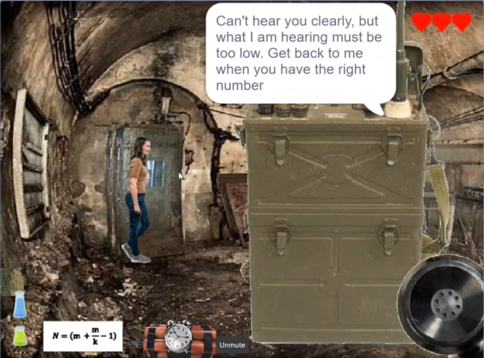 Can't hear you clearly, but
what I am hearing must be
too low. Get back to me
when you have the right
number
N = (m + m/k − 1)
Unmute